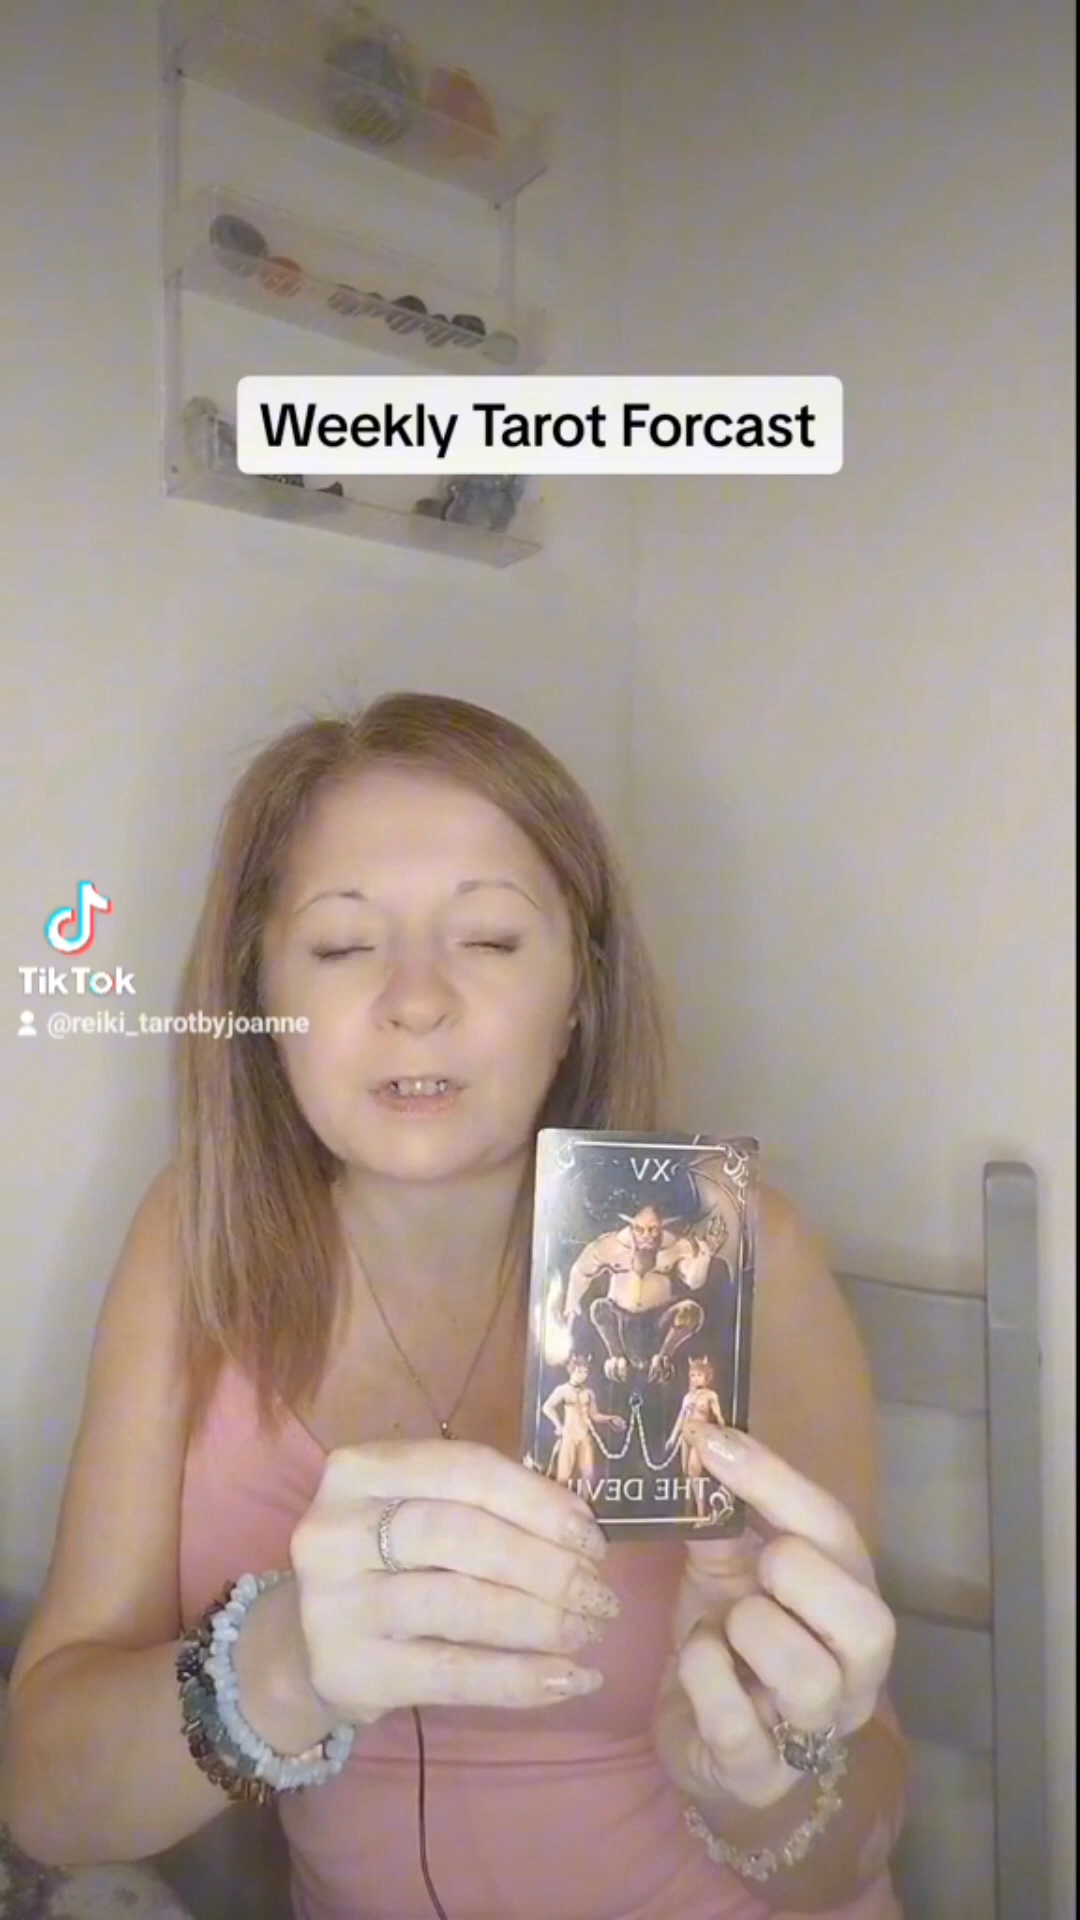 Weekly Tarot Forcast
TikTok
@reiki_tarotbyjoanne
XV
THE DEVIL